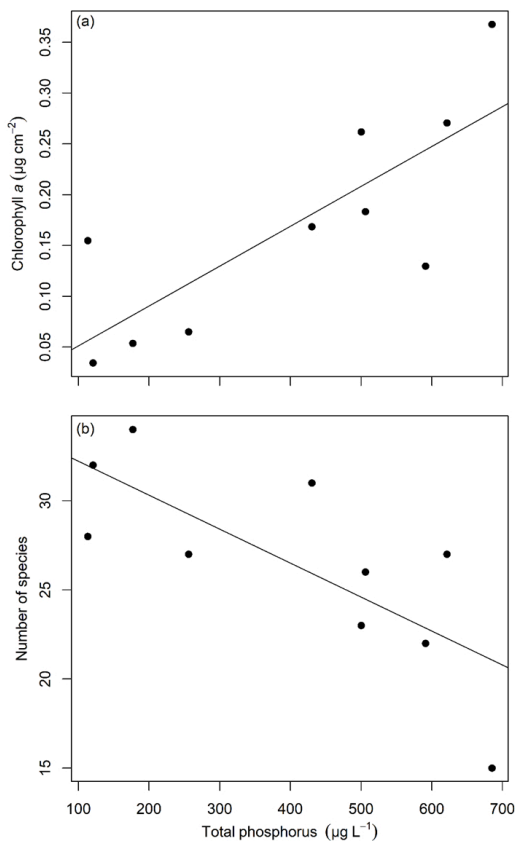 (a)
0.35
0.30
0.25
0.20
0.15
0.10
0.05
Chlorophyll a (µg cm⁻²)
(b)
30
25
20
15
Number of species
100 200 300 400 500 600 700
Total phosphorus (µg L⁻¹)